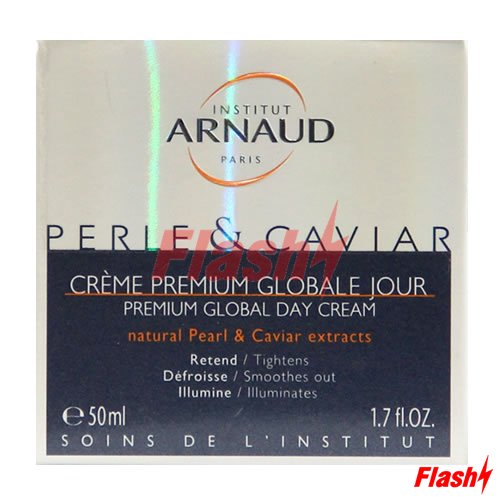 INSTITUT
ARNAUD
PARIS
PERLE & CAVIAR
Flash
CRÈME PREMIUM GLOBALE JOUR
PREMIUM GLOBAL DAY CREAM
natural Pearl & Caviar extracts
Retend / Tightens
Défroisse / Smoothes out
Illumine / Illuminates
℮50ml 1.7 fl.OZ.
SOINS DE L'INSTITUT
Flash